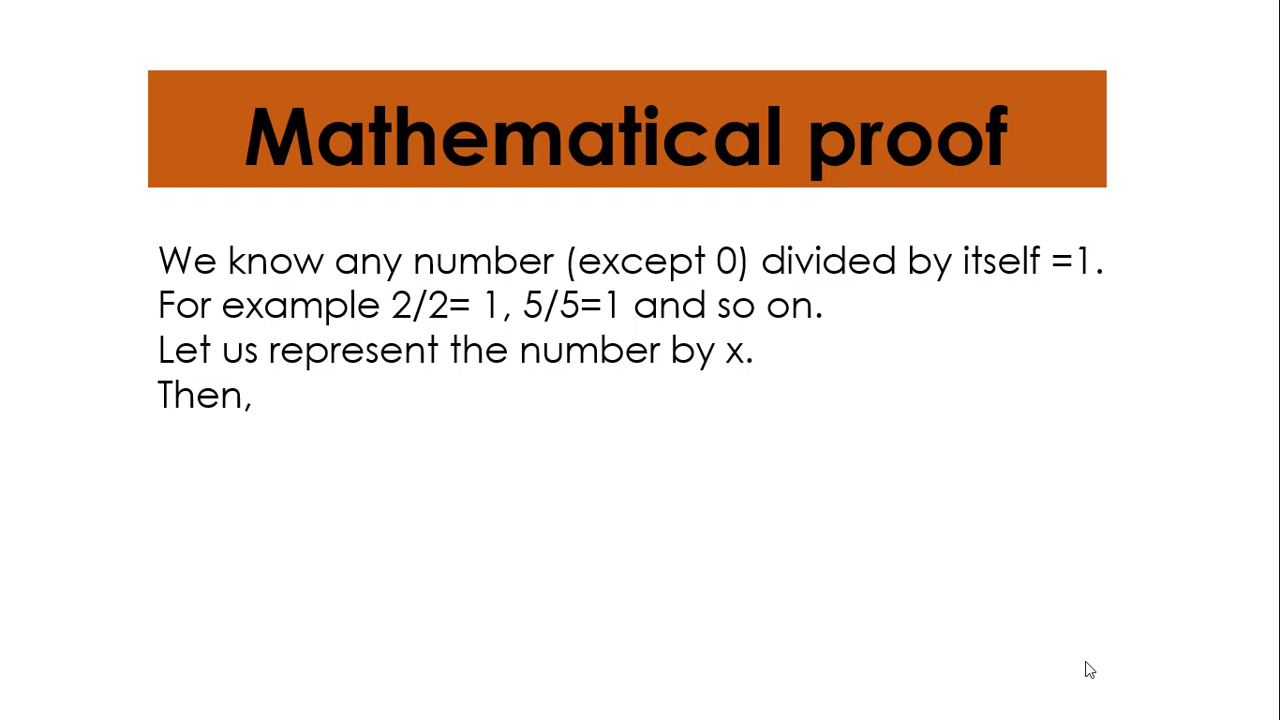 Mathematical proof
We know any number (except 0) divided by itself =1.
For example 2/2= 1, 5/5=1 and so on.
Let us represent the number by x.
Then,